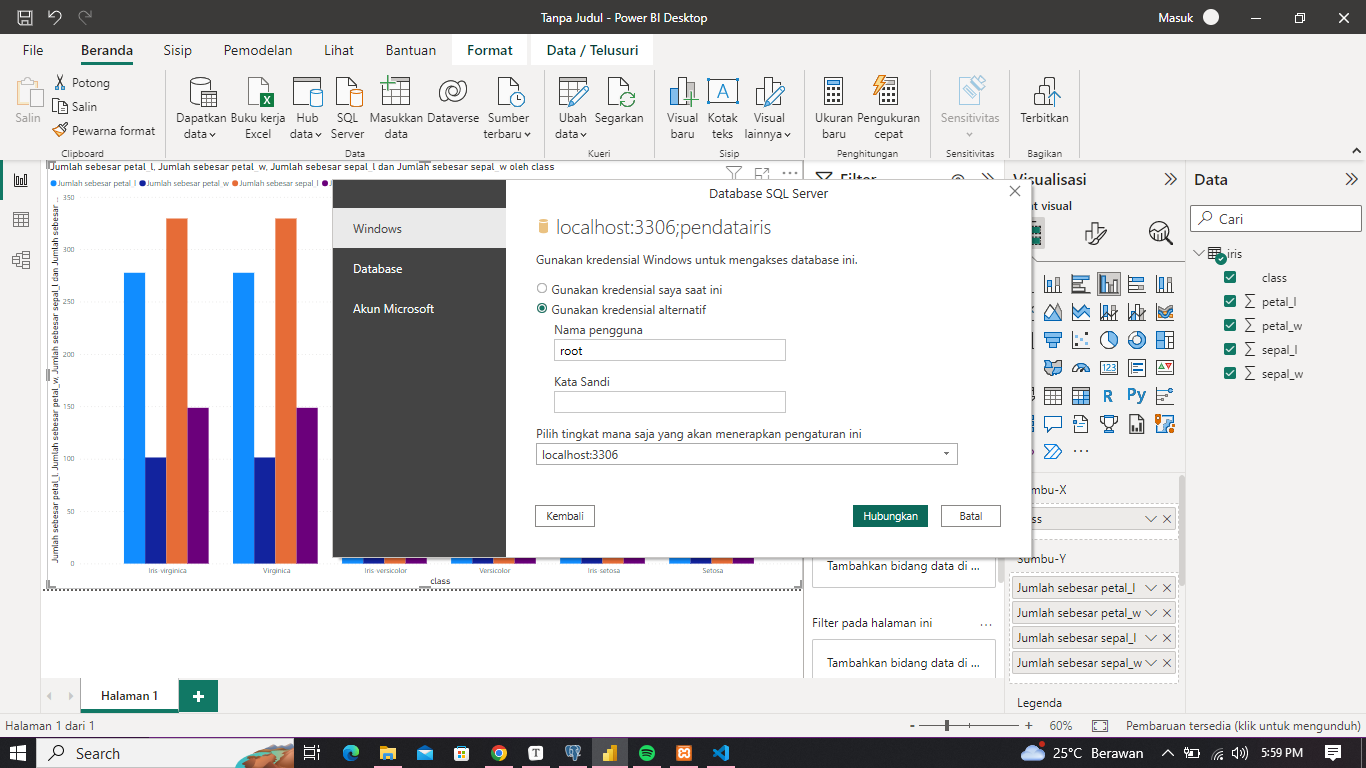 Tanpa Judul - Power BI Desktop
Masuk
File
Beranda
Sisip
Pemodelan
Lihat
Bantuan
Format
Data / Telusuri
Salin
Potong
Salin
Pewarna format
Clipboard
Dapatkan data
Buku kerja Excel
Hub data
SQL Server
Masukkan data
Dataverse
Sumber terbaru
Data
Ubah data
Segarkan
Kueri
Visual baru
Kotak teks
Visual lainnya
Sisip
Ukuran baru
Pengukuran cepat
Penghitungan
Sensitivitas
Sensitivitas
Terbitkan
Bagikan
Jumlah sebesar petal_l, Jumlah sebesar petal_w, Jumlah sebesar sepal_l dan Jumlah sebesar sepal_w oleh class
Jumlah sebesar petal_l
Jumlah sebesar petal_w
Jumlah sebesar sepal_l
Jumlah sebesar petal_l, Jumlah sebesar petal_w, Jumlah sebesar sepal_l dan Jumlah sebesar
350
300
250
200
150
100
50
0
Iris-virginica
Virginica
Iris-versicolor
Versicolor
Iris-setosa
Setosa
class
Database SQL Server
Windows
Database
Akun Microsoft
localhost:3306;pendatairis
Gunakan kredensial Windows untuk mengakses database ini.
Gunakan kredensial saya saat ini
Gunakan kredensial alternatif
Nama pengguna
root
Kata Sandi
Pilih tingkat mana saja yang akan menerapkan pengaturan ini
localhost:3306
Kembali
Hubungkan
Batal
Filter
Tambahkan bidang data di ...
Filter pada halaman ini
...
Tambahkan bidang data di ...
Visualisasi
visual
R
Py
123
Sumbu-Y
Jumlah sebesar petal_l
Jumlah sebesar petal_w
Jumlah sebesar sepal_l
Jumlah sebesar sepal_w
Legenda
Data
Cari
iris
class
petal_l
petal_w
sepal_l
sepal_w
Halaman 1
Halaman 1 dari 1
- + 60%
Pembaruan tersedia (klik untuk mengunduh)
Search
25°C Berawan
5:59 PM